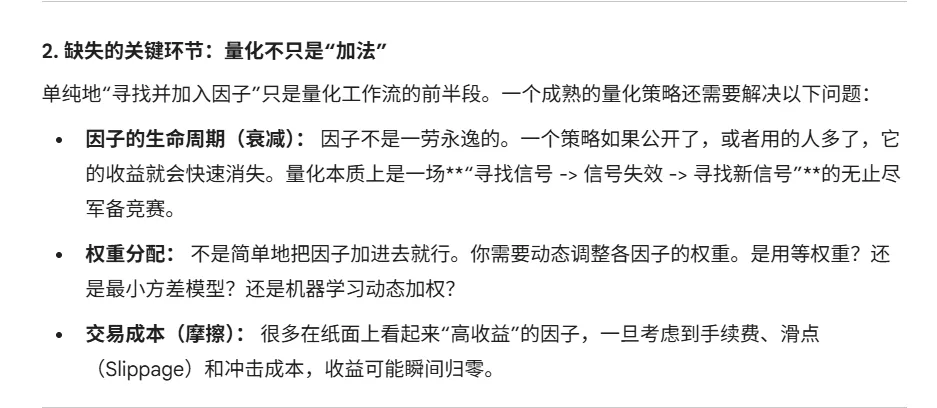 2. 缺失的关键环节：量化不只是“加法”
单纯地“寻找并加入因子”只是量化工作流的前半段。一个成熟的量化策略还需要解决以下问题：
• 因子的生命周期（衰减）： 因子不是一劳永逸的。一个策略如果公开了，或者用的人多了，它
的收益就会快速消失。量化本质上是一场**“寻找信号 -> 信号失效 -> 寻找新信号”**的无止尽
军备竞赛。
• 权重分配： 不是简单地把因子加进去就行。你需要动态调整各因子的权重。是用等权重？还
是最小方差模型？还是机器学习动态加权？
• 交易成本（摩擦）： 很多在纸面上看起来“高收益”的因子，一旦考虑到手续费、滑点
（Slippage）和冲击成本，收益可能瞬间归零。